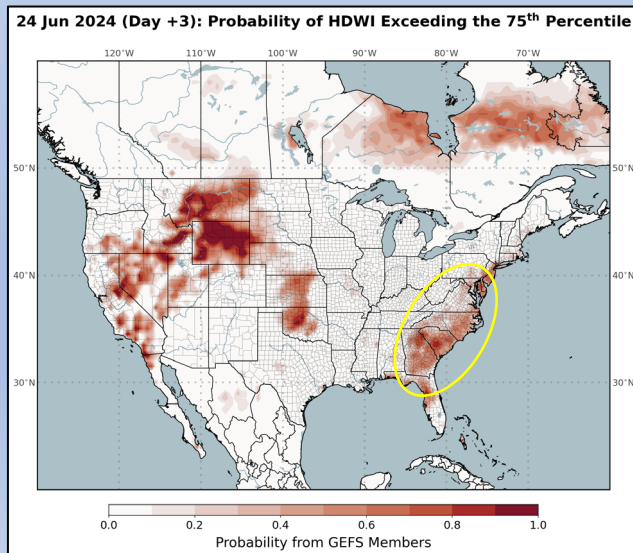 24 Jun 2024 (Day +3): Probability of HDWI Exceeding the 75th Percentile
120°W 110°W 100°W 90°W 80°W 70°W
50°N 50°N
40°N 40°N
30°N 30°N
0.0 0.2 0.4 0.6 0.8 1.0
Probability from GEFS Members